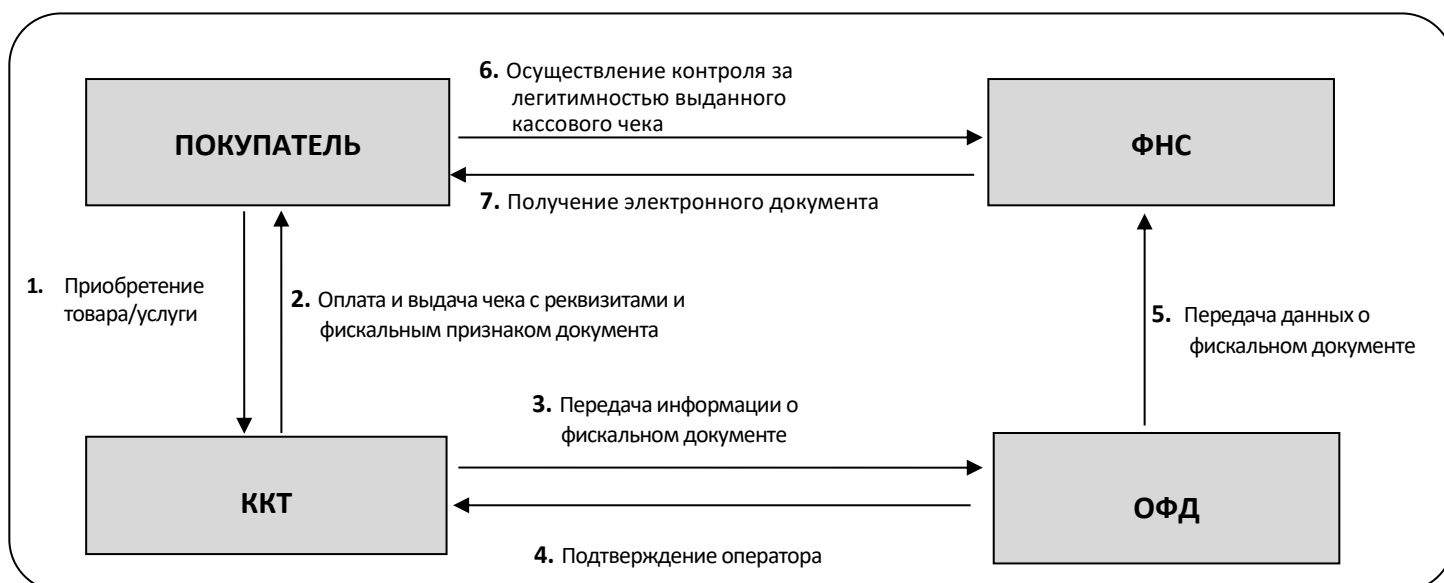 6. Осуществление контроля за
легитимностью выданного
кассового чека
ПОКУПАТЕЛЬ
ФНС
7. Получение электронного документа
1. Приобретение
товара/услуги
2. Оплата и выдача чека с реквизитами и
фискальным признаком документа
5. Передача данных о
фискальном документе
3. Передача информации о
фискальном документе
ККТ
ОФД
4. Подтверждение оператора